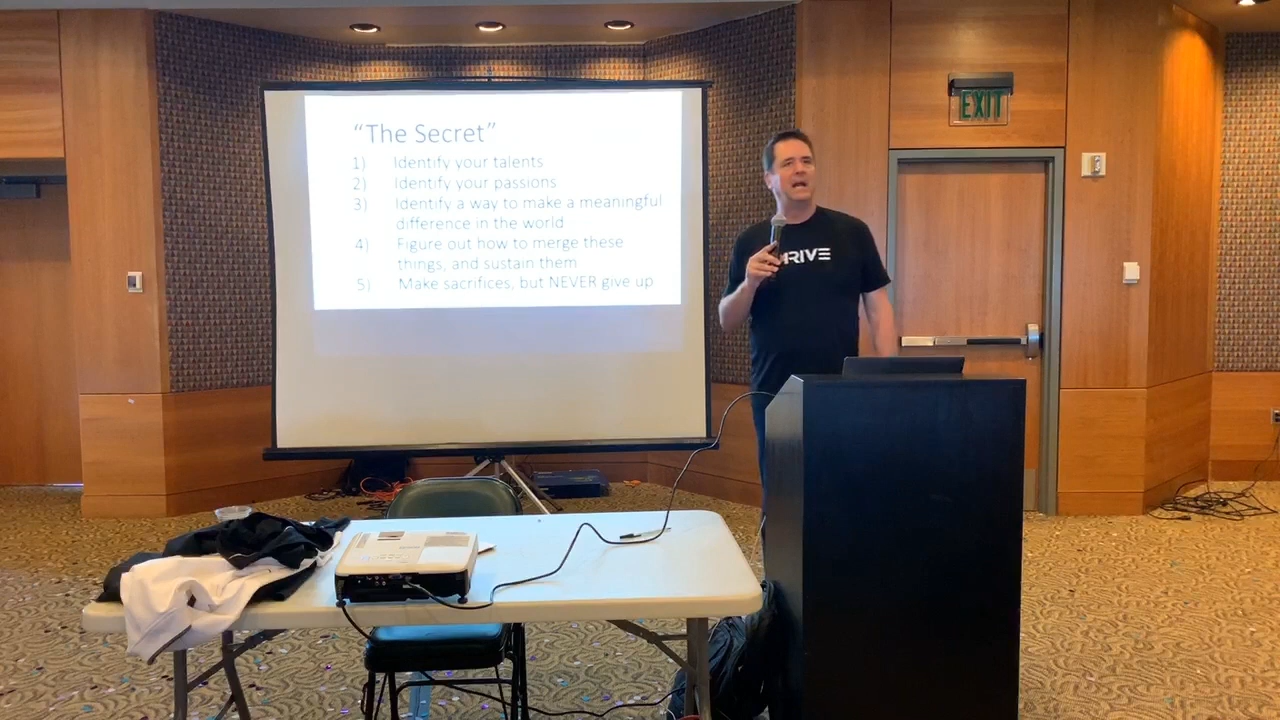 “The Secret”
1) Identify your talents
2) Identify your passions
3) Identify a way to make a meaningful
difference in the world
4) Figure out how to merge these
things, and sustain them
5) Make sacrifices, but NEVER give up
EXIT
HRIVE